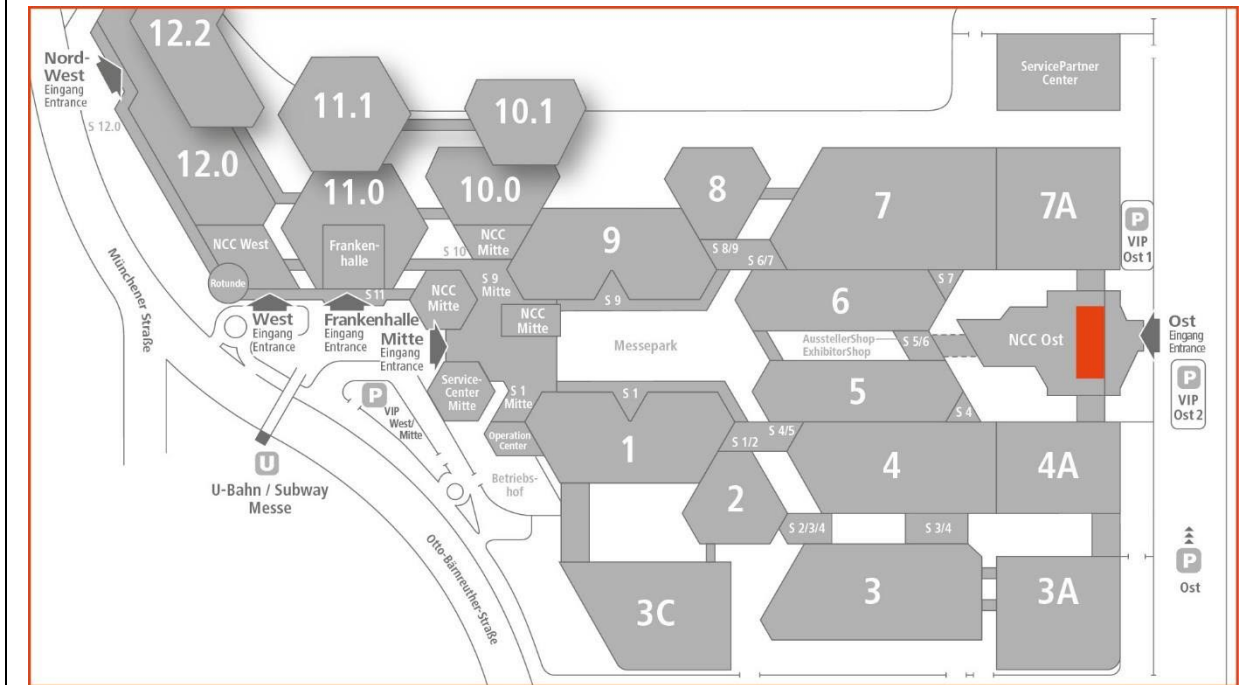 12.2
Nord-
West
Eingang
Entrance
S 12.0
12.0
11.1
10.1
ServicePartner
Center
11.0
10.0
8
7
7A
P
VIP
Ost 1
NCC West
Franken-
halle
S 10
NCC
Mitte
9
S 8/9
S 6/7
Rotunde
S 11
NCC
Mitte
S 9
Mitte
S 9
NCC
Mitte
6
S 7
West
Eingang
Entrance
Frankenhalle
Eingang
Entrance
Mitte
Eingang
Entrance
Messepark
AusstellerShop
ExhibitorShop
S 5/6
NCC Ost
Ost
Eingang
Entrance
P
VIP
Ost 2
Münchener Straße
Service-
Center
Mitte
P
VIP
West/
Mitte
S 1
Mitte
S 1
5
S 4
Operation
Center
1
S 1/2
S 4/5
4
4A
U
U-Bahn / Subway
Messe
Betriebs-
hof
2
S 2/3/4
S 3/4
P
Ost
Otto-Bärnreuther-Straße
3C
3
3A